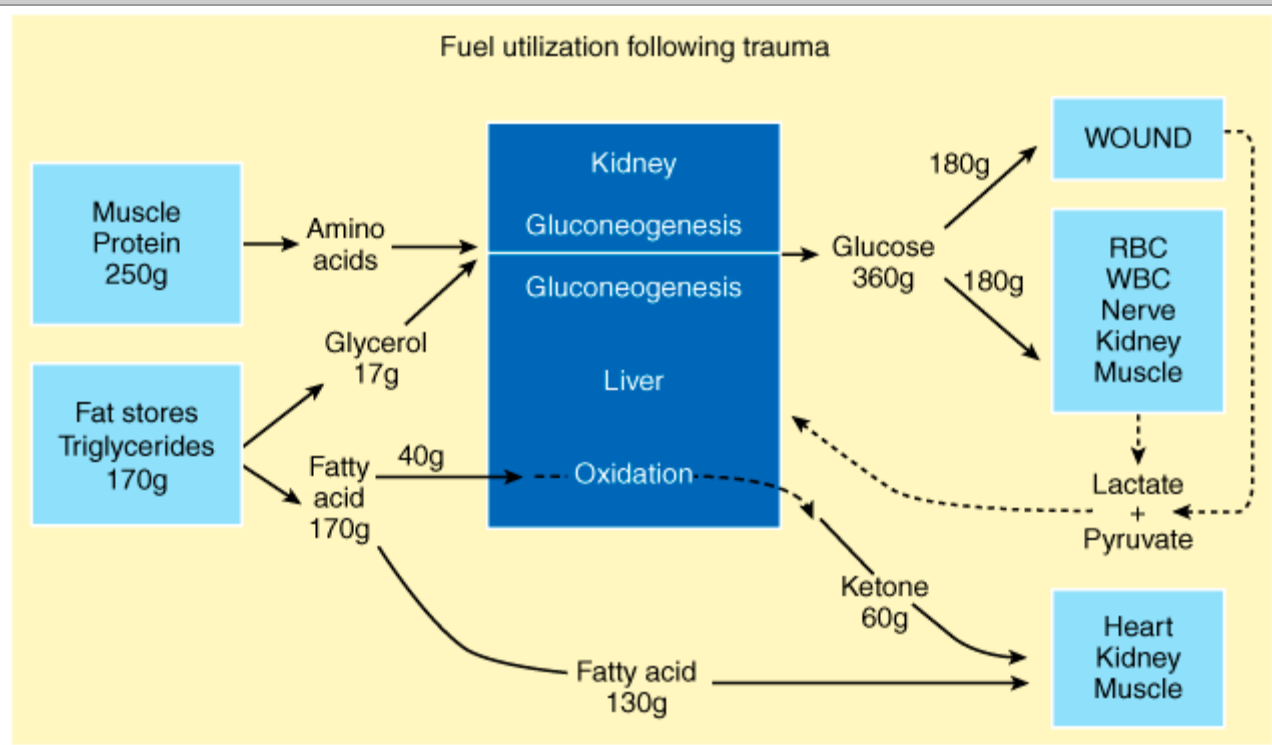 Fuel utilization following trauma
Muscle
Protein
250g
Fat stores
Triglycerides
170g
Amino
acids
Glycerol
17g
Fatty
acid
170g
40g
Kidney
Gluconeogenesis
Gluconeogenesis
Liver
Oxidation
Glucose
360g
180g
180g
WOUND
RBC
WBC
Nerve
Kidney
Muscle
Lactate
+
Pyruvate
Ketone
60g
Fatty acid
130g
Heart
Kidney
Muscle